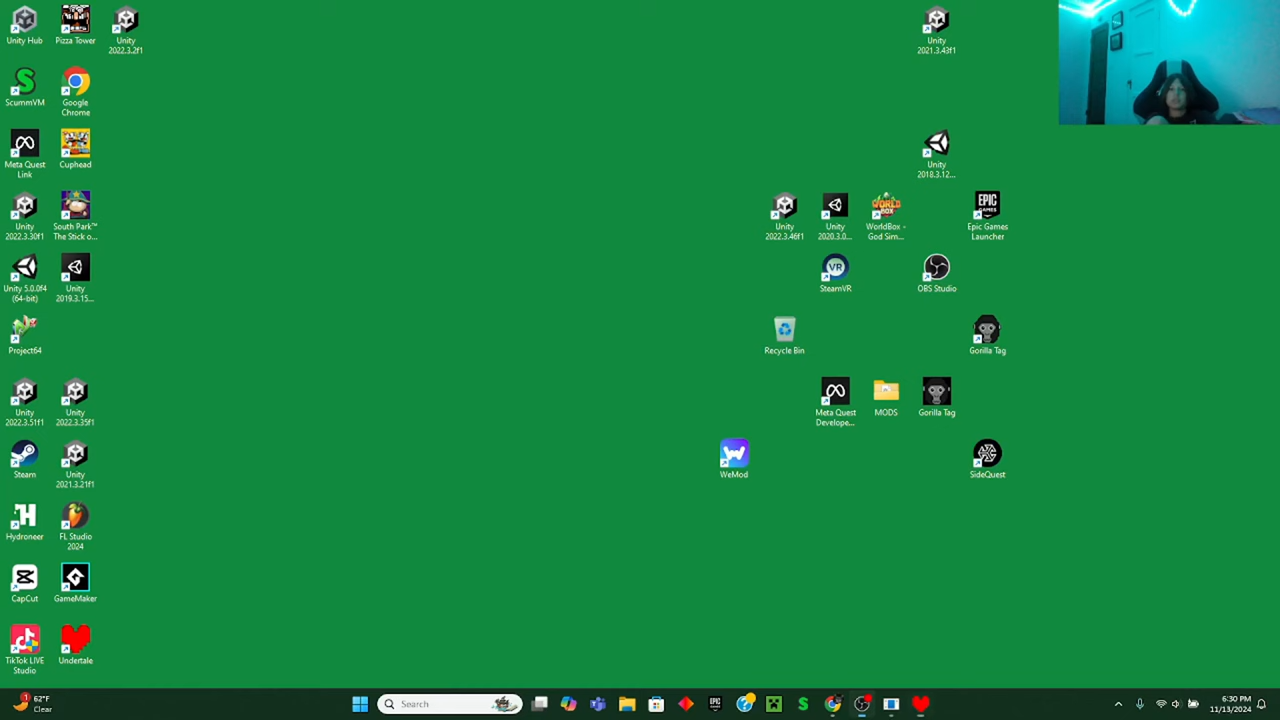 Unity Hub
Pizza Tower
Unity
2022.3.2f1
Unity
2021.3.43f1
ScummVM
Google
Chrome
Meta Quest
Link
Cuphead
Unity
2018.3.12...
Unity
2022.3.30f1
South Park™
The Stick o...
Unity
2022.3.46f1
Unity
2020.3.0...
WorldBox -
God Sim...
EPIC
GAMES
Epic Games
Launcher
Unity 5.0.0f4
(64-bit)
Unity
2019.3.15...
VR
SteamVR
OBS Studio
Project64
Recycle Bin
Gorilla Tag
Unity
2022.3.51f1
Unity
2022.3.35f1
Meta Quest
Develope...
MODS
Gorilla Tag
Steam
Unity
2021.3.21f1
WeMod
SideQuest
Hydroneer
FL Studio
2024
CapCut
GameMaker
TikTok LIVE
Studio
Undertale
1
62°F
Clear
Search
EPIC
6:30 PM
11/13/2024